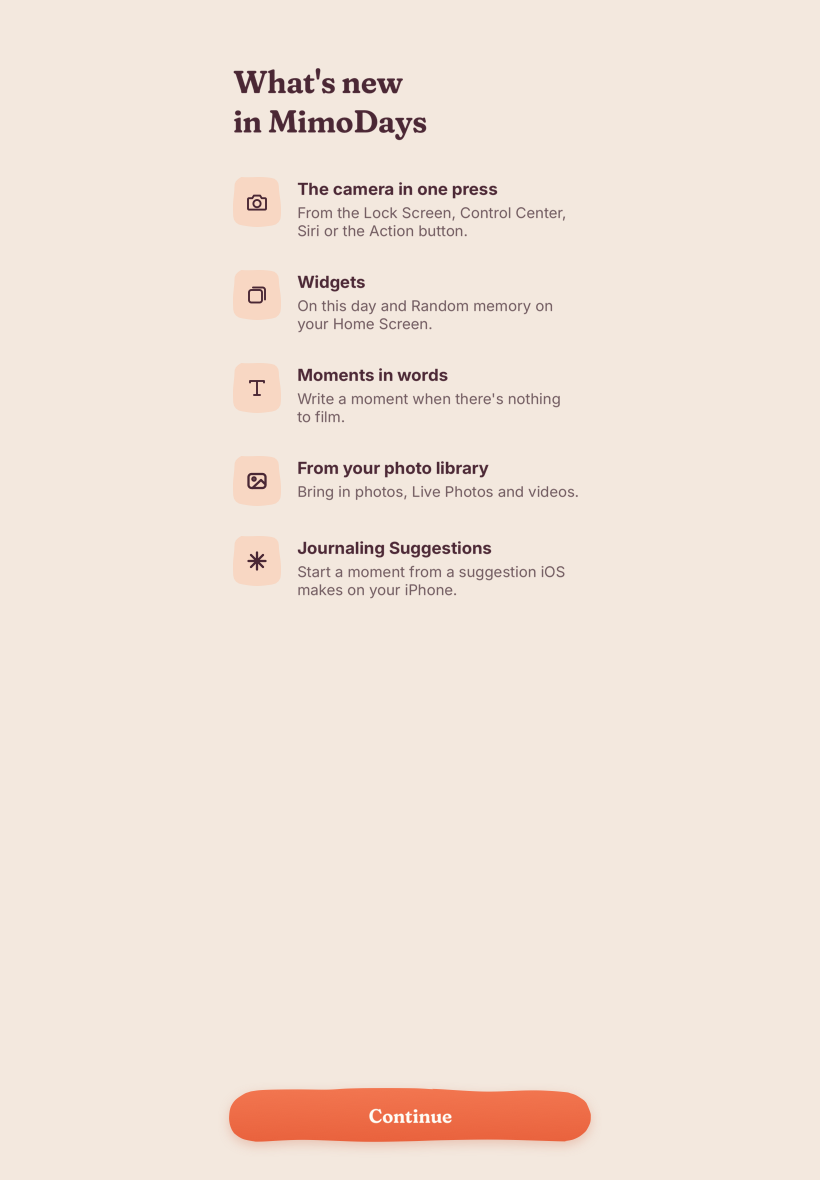 What's new
in MimoDays
The camera in one press
From the Lock Screen, Control Center,
Siri or the Action button.
Widgets
On this day and Random memory on
your Home Screen.
Moments in words
Write a moment when there's nothing
to film.
From your photo library
Bring in photos, Live Photos and videos.
Journaling Suggestions
Start a moment from a suggestion iOS
makes on your iPhone.
Continue